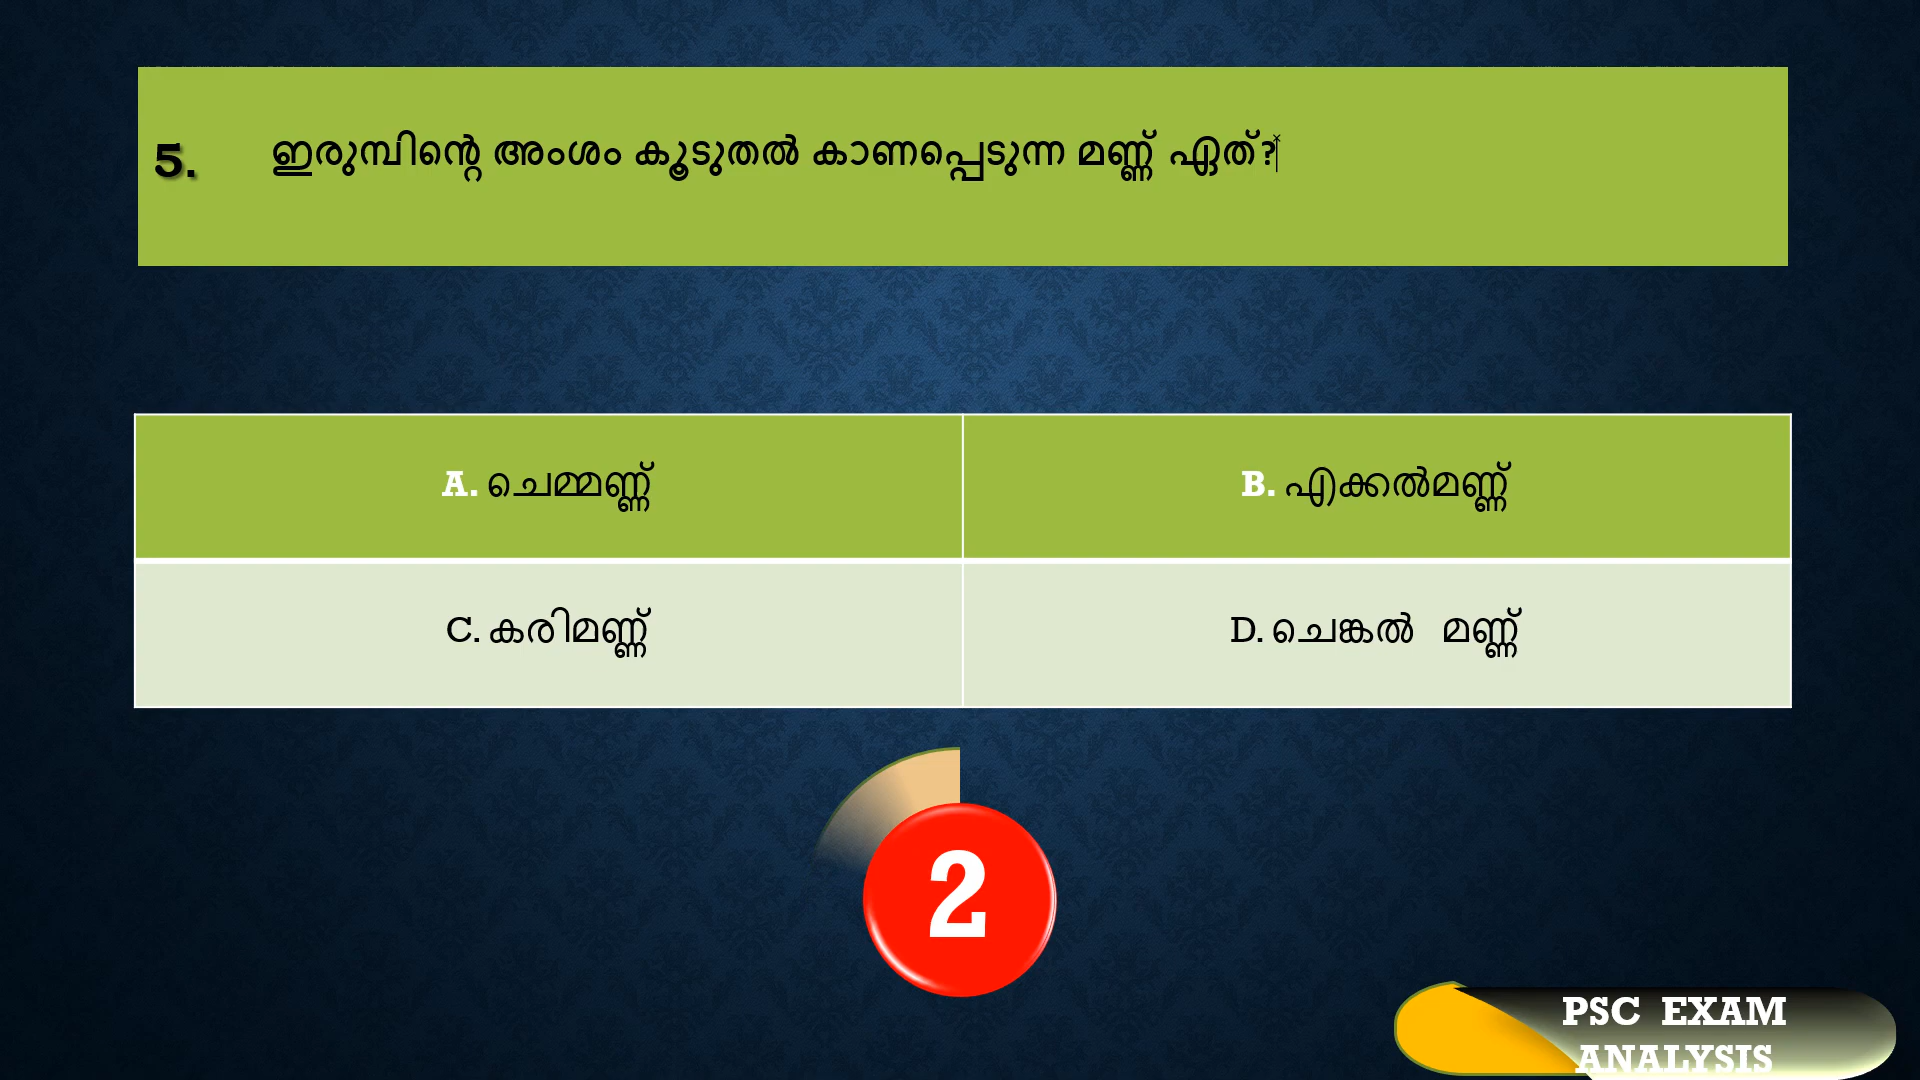 5. ഇരുമ്പിന്റെ അംശം കൂടുതൽ കാണപ്പെടുന്ന മണ്ണ് ഏത്?
A. ചെമ്മണ്ണ്
B. എക്കൽമണ്ണ്
C. കരിമണ്ണ്
D. ചെങ്കൽ മണ്ണ്
2
PSC EXAM
ANALYSIS